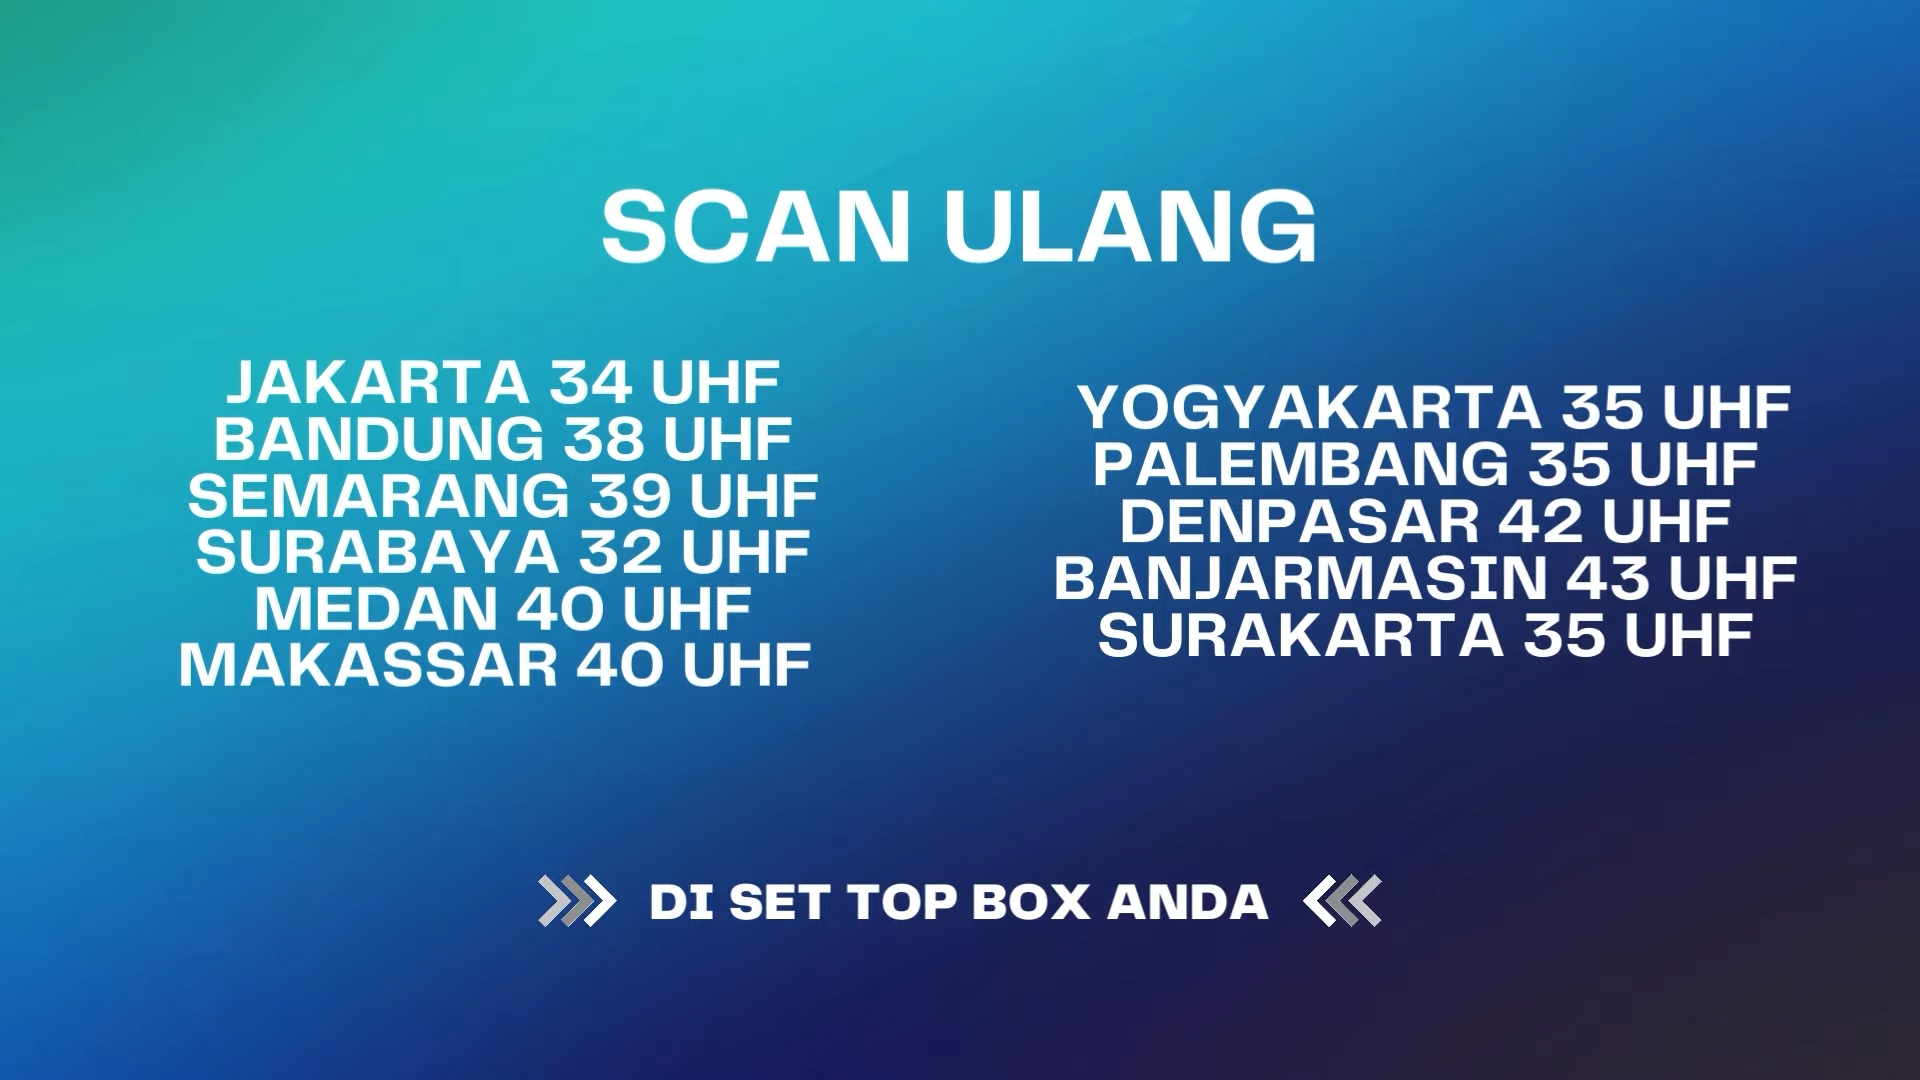 SCAN ULANG
JAKARTA 34 UHF
BANDUNG 38 UHF
SEMARANG 39 UHF
SURABAYA 32 UHF
MEDAN 40 UHF
MAKASSAR 40 UHF
YOGYAKARTA 35 UHF
PALEMBANG 35 UHF
DENPASAR 42 UHF
BANJARMASIN 43 UHF
SURAKARTA 35 UHF
DI SET TOP BOX ANDA